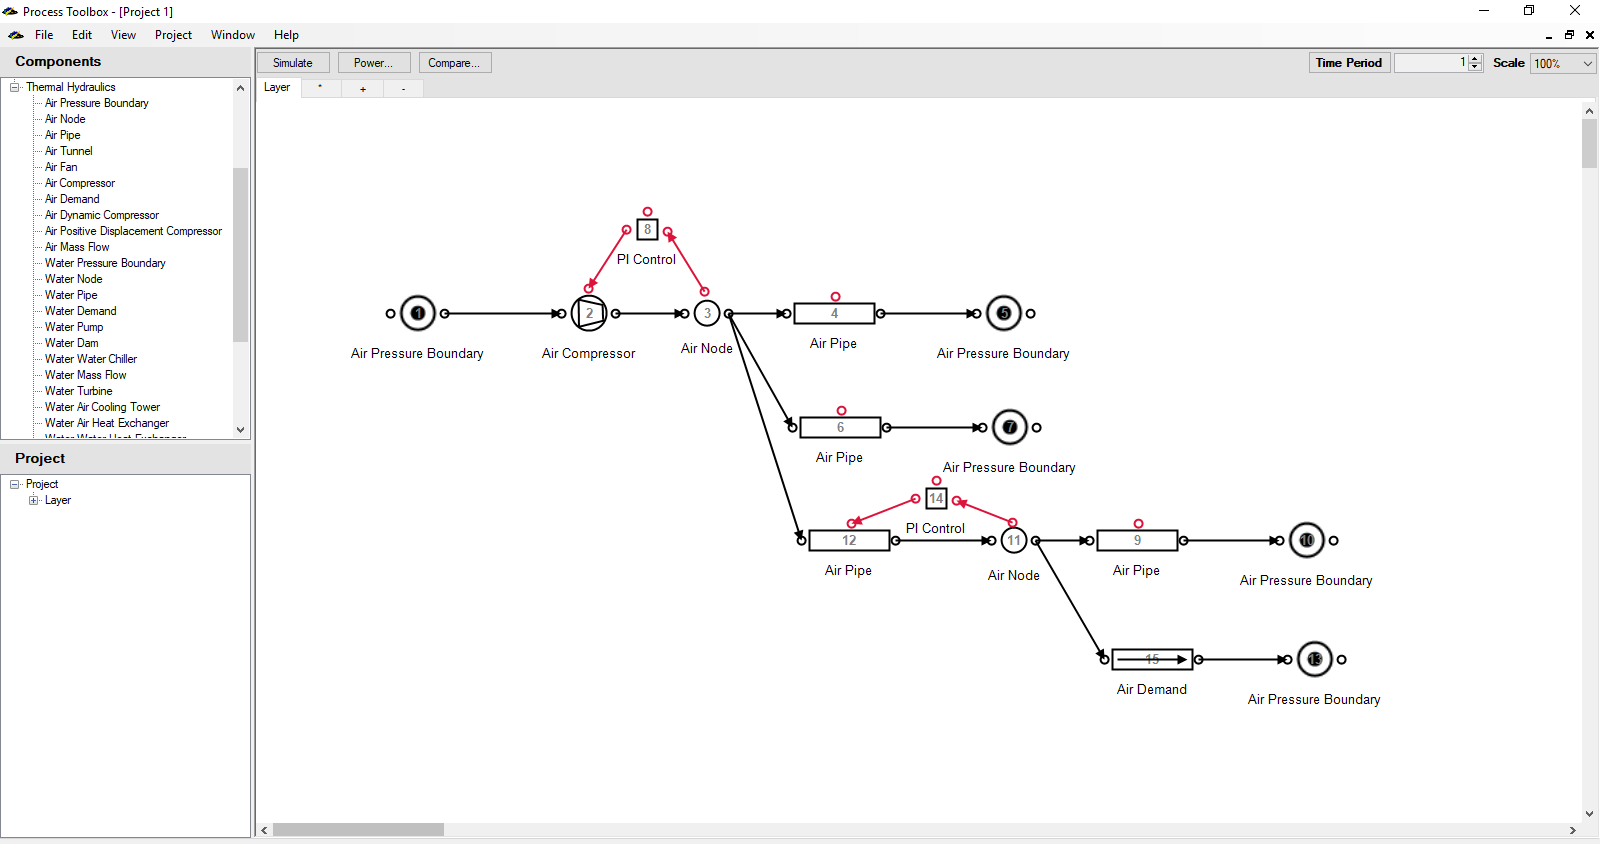 Process Toolbox - [Project 1]
File Edit View Project Window Help
Components
Thermal Hydraulics
Air Pressure Boundary
Air Node
Air Pipe
Air Tunnel
Air Fan
Air Compressor
Air Demand
Air Dynamic Compressor
Air Positive Displacement Compressor
Air Mass Flow
Water Pressure Boundary
Water Node
Water Pipe
Water Demand
Water Pump
Water Dam
Water Water Chiller
Water Mass Flow
Water Turbine
Water Air Cooling Tower
Water Air Heat Exchanger
Water Water Heat Exchanger
Project
Project
Layer
Simulate Power... Compare... Time Period 1 Scale 100%
Layer * + -
8
PI Control
1 2 3 4 5
Air Pressure Boundary Air Compressor Air Node Air Pipe Air Pressure Boundary
6 7
Air Pipe Air Pressure Boundary
14
PI Control
12 11 9 10
Air Pipe Air Node Air Pipe Air Pressure Boundary
15 13
Air Demand Air Pressure Boundary